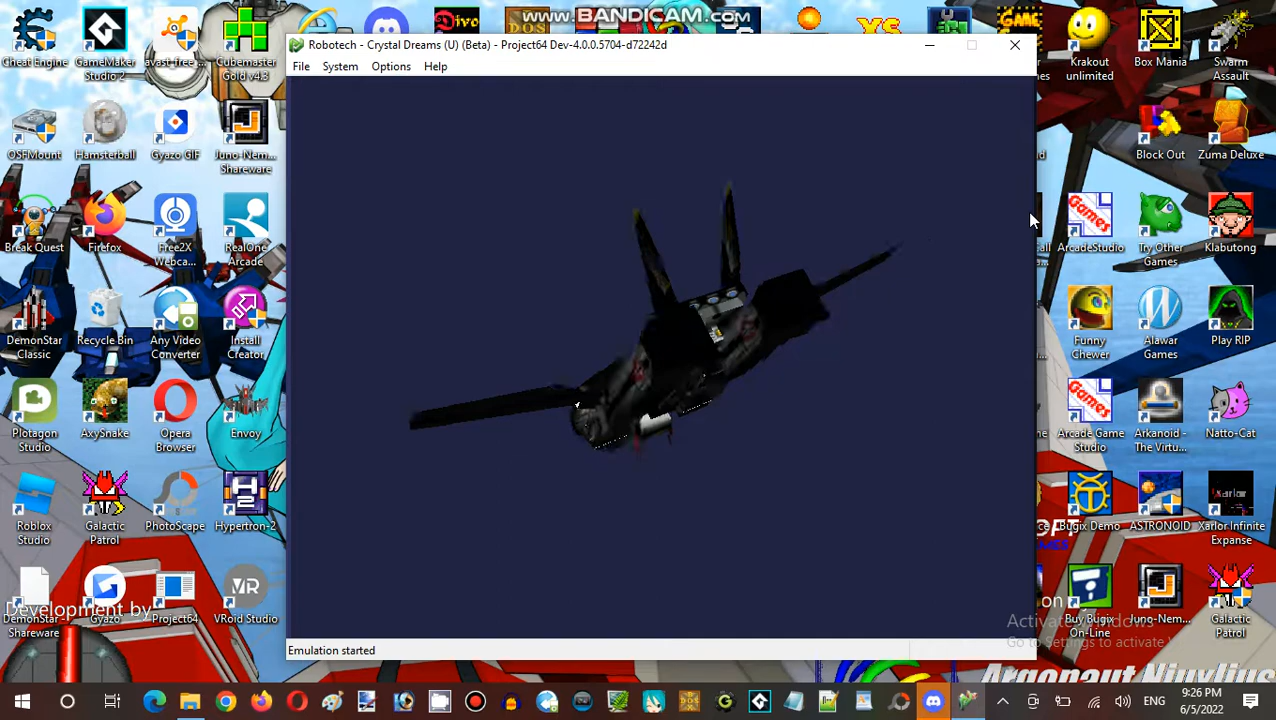 www.BANDICAM.com
Robotech - Crystal Dreams (U) (Beta) - Project64 Dev-4.0.0.5704-d72242d
File System Options Help
Cheat Engine
GameMaker Studio 2
avast_free_...
Cubemaster Gold v4.3
OSFMount
Hamsterball
Gyazo GIF
Juno-Nem... Shareware
Break Quest
Firefox
Free2X Webca...
RealOne Arcade
DemonStar Classic
Recycle Bin
Any Video Converter
Install Creator
Plotagon Studio
AxySnake
Opera Browser
Envoy
Roblox Studio
Galactic Patrol
PhotoScape
Hypertron-2
DemonStar Shareware
Gyazo
Project64
VRoid Studio
Development by
Krakout unlimited
Box Mania
Swarm Assault
Block Out
Zuma Deluxe
ArcadeStudio
Try Other Games
Klabutong
Funny Chewer
Alawar Games
Play RIP
Arcade Game Studio
Arkanoid - The Virtu...
Natto-Cat
Bugix Demo
ASTRONOID
Xarlor Infinite Expanse
Buy Bugix On-Line
Juno-Nem...
Galactic Patrol
Activate Windows
Go to Settings to activate
Emulation started
ENG
9:26 PM
6/5/2022